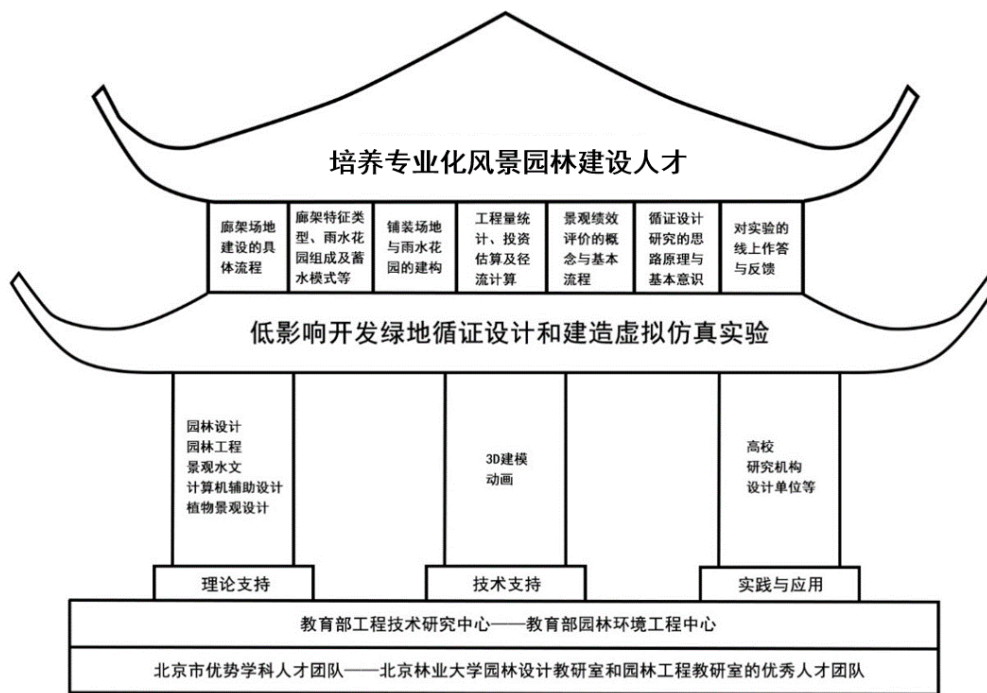 培养专业化风景园林建设人才
廊架场地
建设的具
体流程
廊架特征类
型、雨水花
园组成及蓄
水模式等
铺装场地
与雨水花
园的建构
工程量统
计、投资
估算及径
流计算
景观绩效
评价的概
念与基本
流程
循证设计
研究的思
路原理与
基本意识
对实验的
线上作答
与反馈
低影响开发绿地循证设计和建造虚拟仿真实验
园林设计
园林工程
景观水文
计算机辅助设计
植物景观设计
3D建模
动画
高校
研究机构
设计单位等
理论支持
技术支持
实践与应用
教育部工程技术研究中心——教育部园林环境工程中心
北京市优势学科人才团队——北京林业大学园林设计教研室和园林工程教研室的优秀人才团队